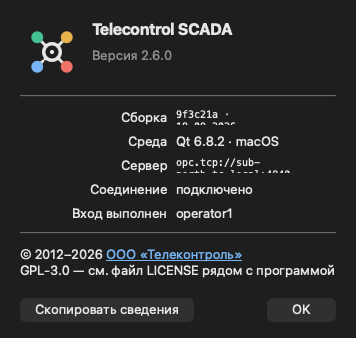 Telecontrol SCADA
Версия 2.6.0
Сборка 9f3c21a ·
Среда Qt 6.8.2 · macOS
Сервер opc.tcp://sub-
Соединение подключено
Вход выполнен operator1
© 2012–2026 ООО «Телеконтроль»
GPL-3.0 — см. файл LICENSE рядом с программой
Скопировать сведения
OK